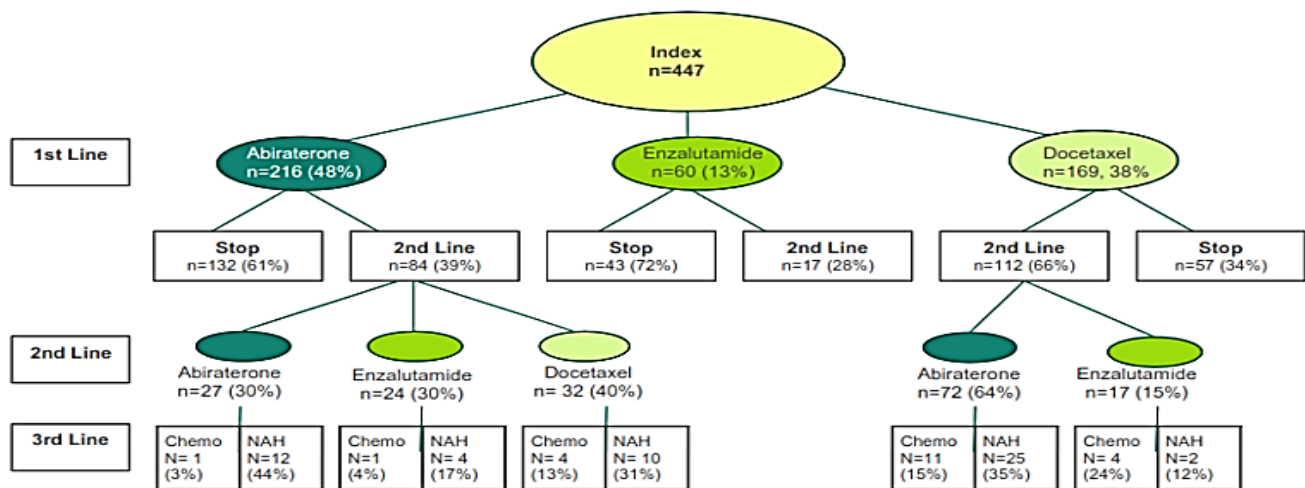 Index
n=447
1st Line
Abiraterone
n=216 (48%)
Enzalutamide
n=60 (13%)
Docetaxel
n=169, 38%
Stop
n=132 (61%)
2nd Line
n=84 (39%)
Stop
n=43 (72%)
2nd Line
n=17 (28%)
2nd Line
n=112 (66%)
Stop
n=57 (34%)
2nd Line
Abiraterone
n=27 (30%)
Enzalutamide
n=24 (30%)
Docetaxel
n= 32 (40%)
Abiraterone
n=72 (64%)
Enzalutamide
n=17 (15%)
3rd Line
Chemo
N= 1
(3%)
NAH
N=12
(44%)
Chemo
N=1
(4%)
NAH
N= 4
(17%)
Chemo
N= 4
(13%)
NAH
N= 10
(31%)
Chemo
N=11
(15%)
NAH
N=25
(35%)
Chemo
N= 4
(24%)
NAH
N=2
(12%)